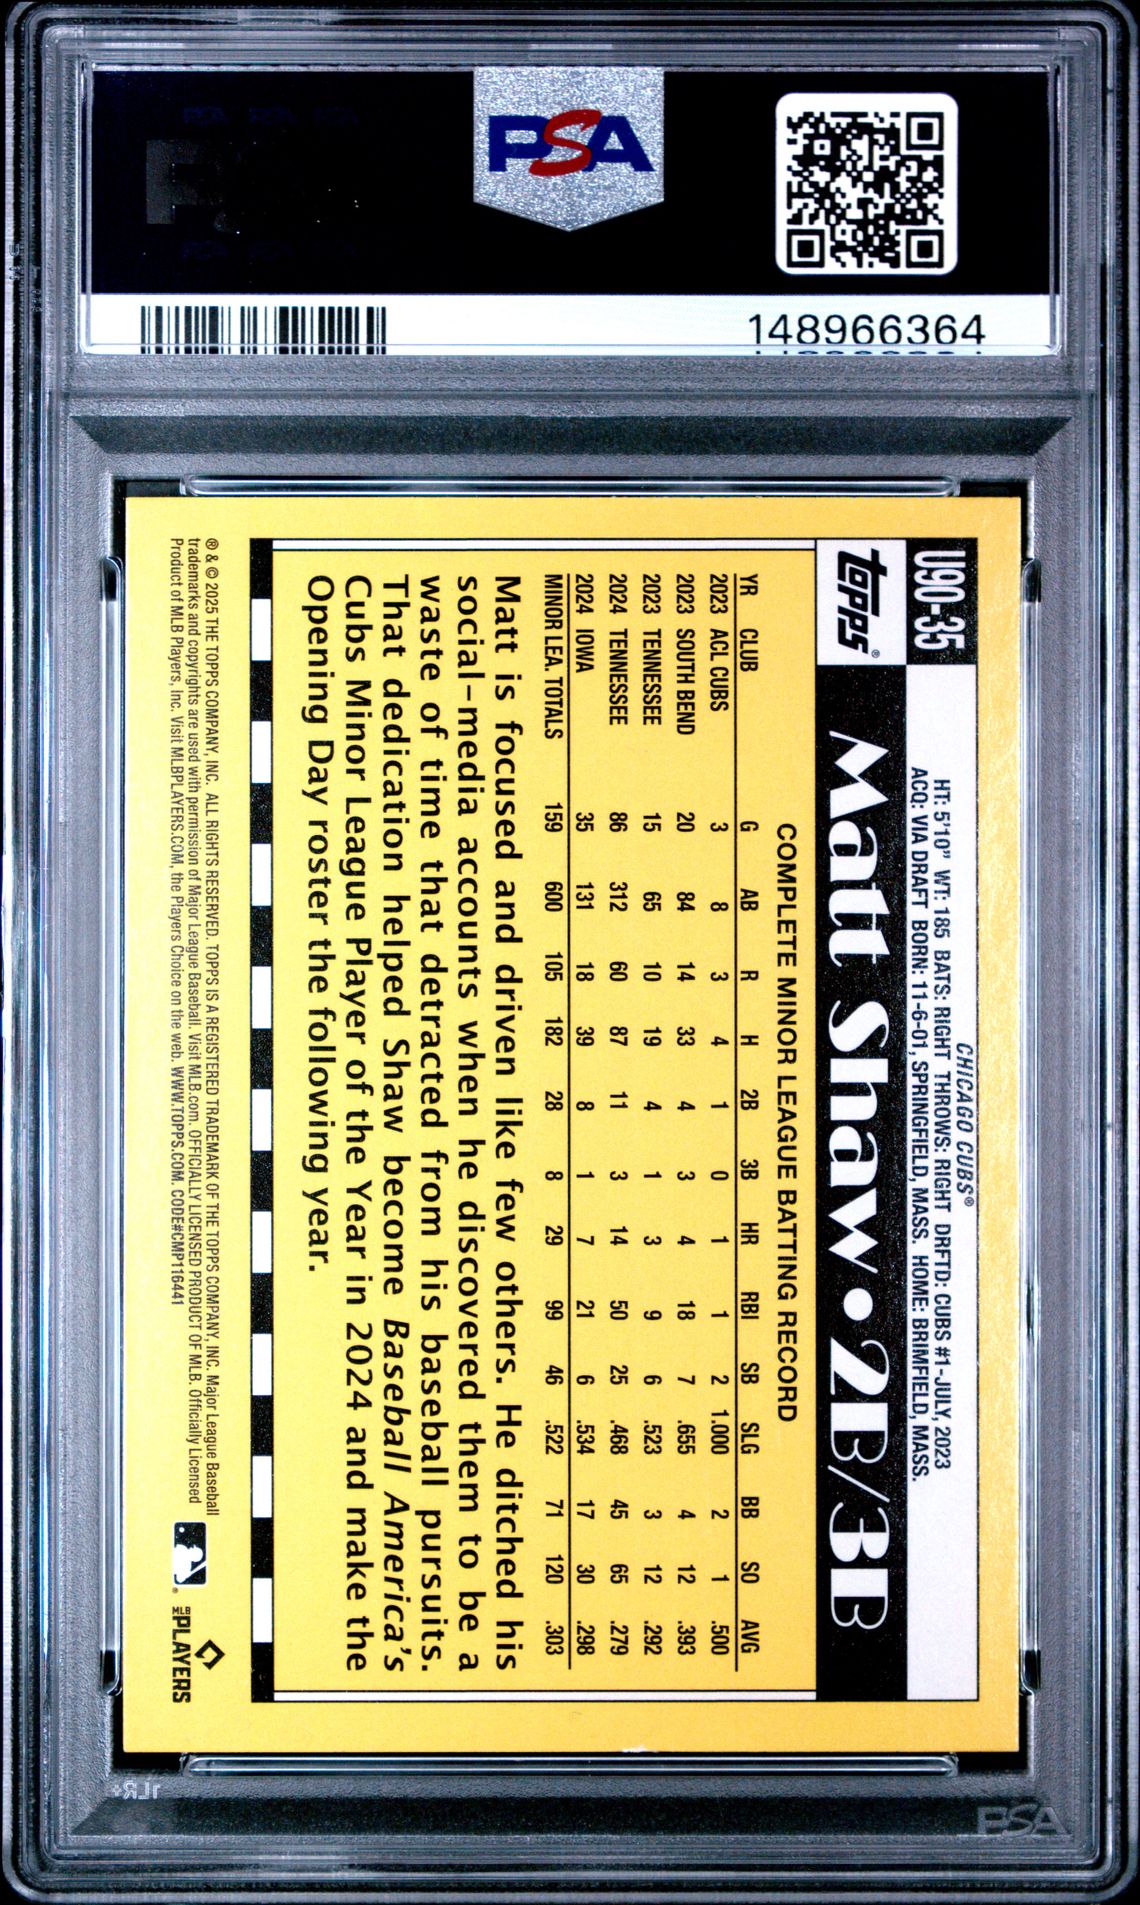 PSA
148966364
U90-35
CHICAGO CUBS®
HT: 5'10" WT: 185 BATS: RIGHT THROWS: RIGHT DRFTD: CUBS #1-JULY, 2023
ACQ: VIA DRAFT BORN: 11-6-01, SPRINGFIELD, MASS. HOME: BRIMFIELD, MASS.
topps®
Matt Shaw • 2B/3B
COMPLETE MINOR LEAGUE BATTING RECORD
YR CLUB G AB R H 2B 3B HR RBI SB SLG BB SO AVG
2023 ACL CUBS 3 8 3 4 1 0 1 1 2 1.000 2 1 .500
2023 SOUTH BEND 20 84 14 33 4 3 4 18 7 .655 4 12 .393
2023 TENNESSEE 15 65 10 19 4 1 3 9 6 .523 3 12 .292
2024 TENNESSEE 86 312 60 87 11 3 14 50 25 .468 45 65 .279
2024 IOWA 35 131 18 39 8 1 7 21 6 .534 17 30 .298
MINOR LEA. TOTALS 159 600 105 182 28 8 29 99 46 .522 71 120 .303
Matt is focused and driven like few others. He ditched his
social-media accounts when he discovered them to be a
waste of time that detracted from his baseball pursuits.
That dedication helped Shaw become Baseball America's
Cubs Minor League Player of the Year in 2024 and make the
Opening Day roster the following year.
® & © 2025 THE TOPPS COMPANY, INC. ALL RIGHTS RESERVED. TOPPS IS A REGISTERED TRADEMARK OF THE TOPPS COMPANY, INC. Major League Baseball
trademarks and copyrights are used with permission of Major League Baseball. Visit MLB.com. OFFICIALLY LICENSED PRODUCT OF MLB. Officially Licensed
Product of MLB Players, Inc. Visit MLBPLAYERS.COM, the Players Choice on the web. WWW.TOPPS.COM. CODE#CMP116441
MLB
PLAYERS
PSA